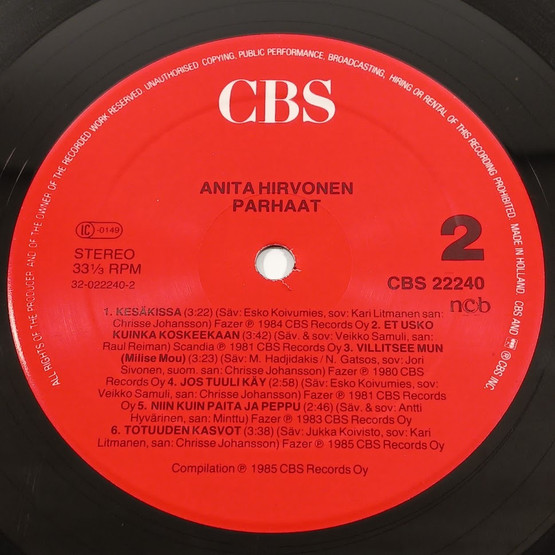 ALL RIGHTS OF THE PRODUCER AND OF THE OWNER OF THE RECORDED WORK RESERVED. UNAUTHORISED COPYING, PUBLIC PERFORMANCE, BROADCASTING, HIRING OR RENTAL OF THIS RECORDING PROHIBITED. MADE IN HOLLAND. CBS AND ℗ CBS INC.
CBS
ANITA HIRVONEN
PARHAAT
IC -0149
2
STEREO
33⅓ RPM
32-022240-2
CBS 22240
ncb
1. KESÄKISSA (3:22) (Säv: Esko Koivumies, sov: Kari Litmanen san:
Chrisse Johansson) Fazer ℗ 1984 CBS Records Oy 2. ET USKO
KUINKA KOSKEEKAAN (3:42) (Säv. & sov: Veikko Samuli, san:
Raul Reiman) Scandia ℗ 1981 CBS Records Oy 3. VILLITSEE MUN
(Milise Mou) (3:23) (Säv: M. Hadjidakis / N. Gatsos, sov: Jori
Sivonen, suom. san: Chrisse Johansson) Fazer ℗ 1980 CBS
Records Oy 4. JOS TUULI KÄY (2:58) (Säv: Esko Koivumies, sov:
Veikko Samuli, san: Chrisse Johansson) Fazer ℗ 1981 CBS Records
Oy 5. NIIN KUIN PAITA JA PEPPU (2:46) (Säv. & sov: Antti
Hyvärinen, san: Minttu) Fazer ℗ 1983 CBS Records Oy
6. TOTUUDEN KASVOT (3:38) (Säv: Jukka Koivisto, sov: Kari
Litmanen, san: Chrisse Johansson) Fazer ℗ 1985 CBS Records Oy
Compilation ℗ 1985 CBS Records Oy